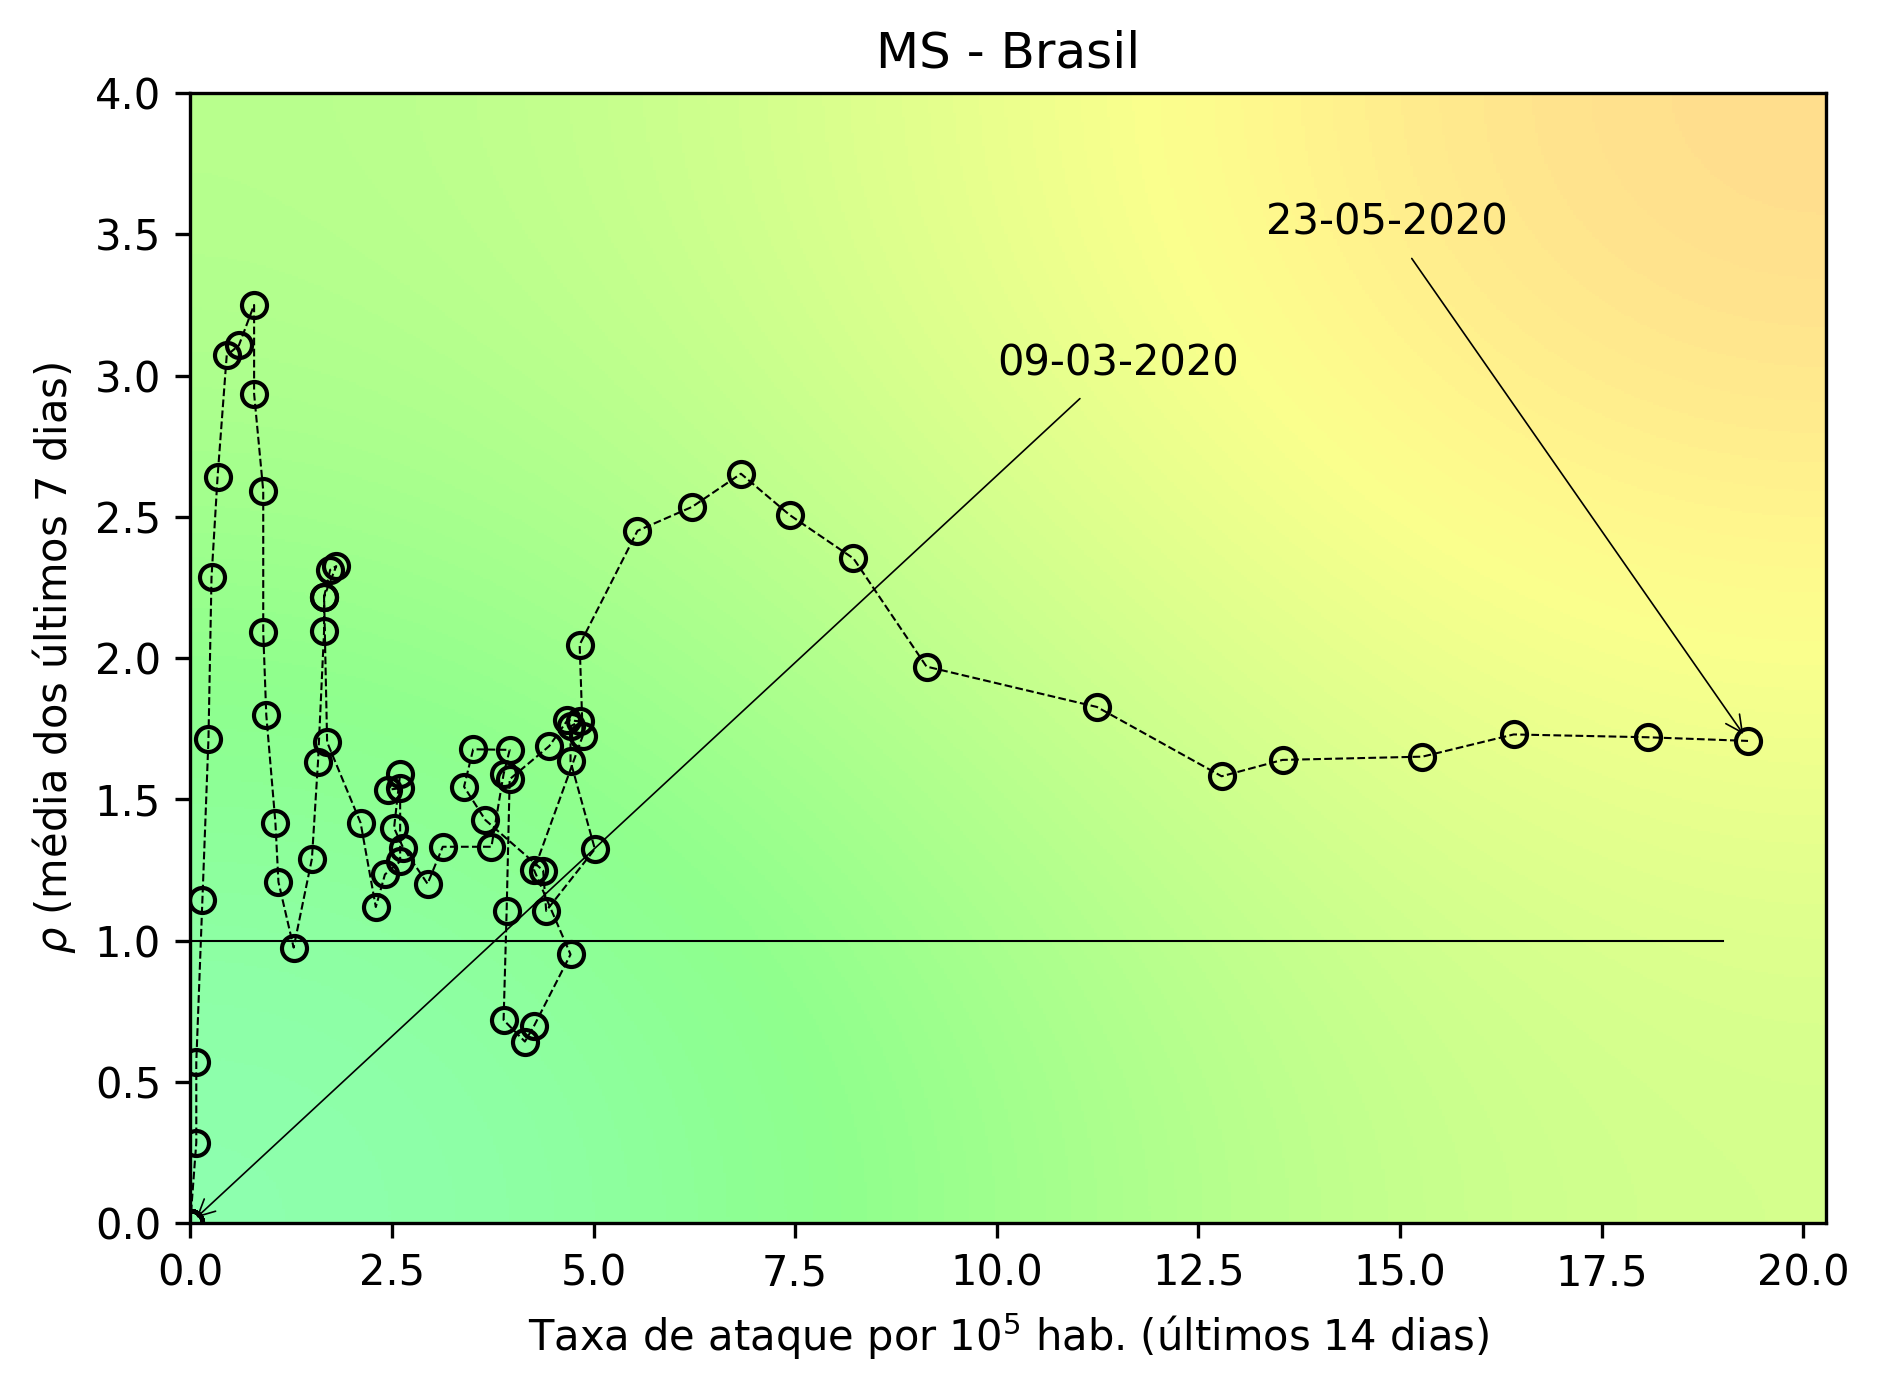 MS - Brasil
ρ (média dos últimos 7 dias)
4.0
3.5
3.0
2.5
2.0
1.5
1.0
0.5
0.0
23-05-2020
09-03-2020
0.0 2.5 5.0 7.5 10.0 12.5 15.0 17.5 20.0
Taxa de ataque por 10⁵ hab. (últimos 14 dias)